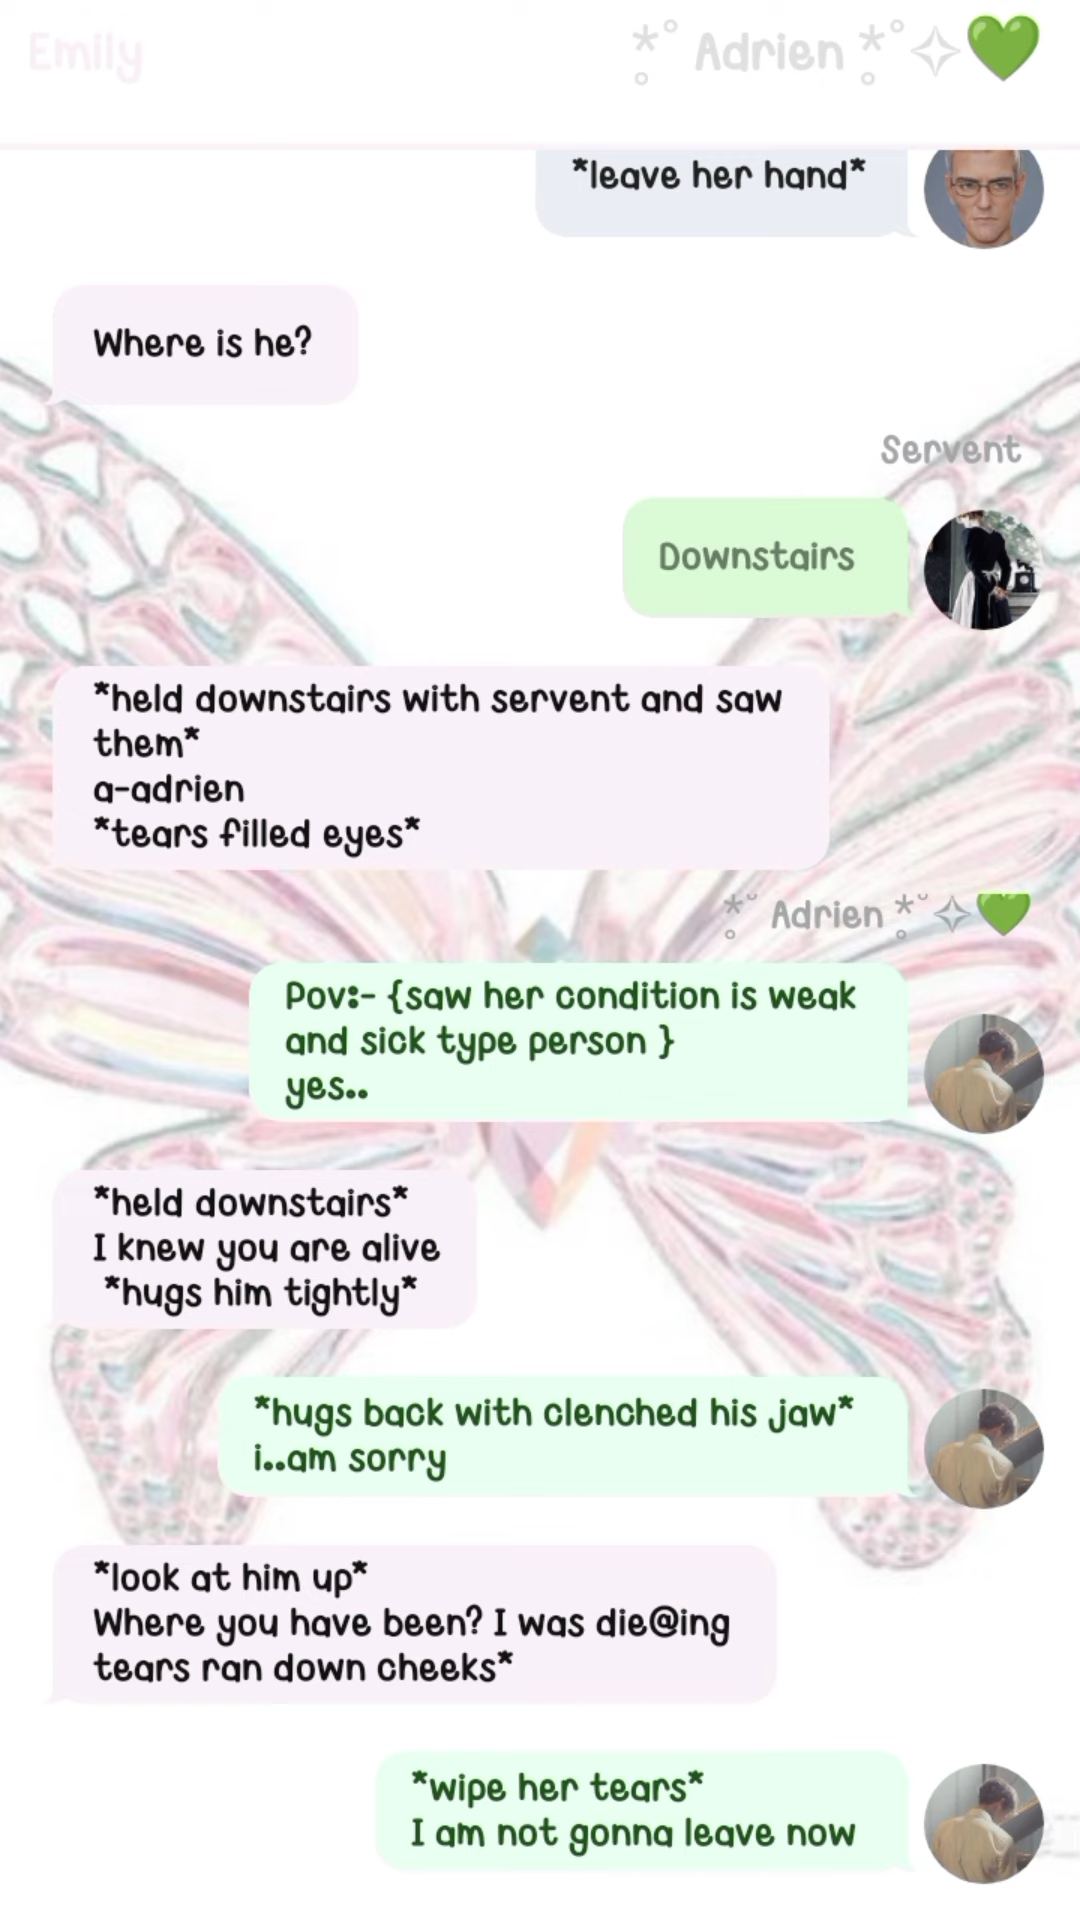 Emily
*° Adrien *°✧💚
*leave her hand*
Where is he?
Servent
Downstairs
*held downstairs with servent and saw
them*
a-adrien
*tears filled eyes*
*° Adrien *°✧💚
Pov:- {saw her condition is weak
and sick type person }
yes..
*held downstairs*
I knew you are alive
*hugs him tightly*
*hugs back with clenched his jaw*
i..am sorry
*look at him up*
Where you have been? I was die@ing
tears ran down cheeks*
*wipe her tears*
I am not gonna leave now